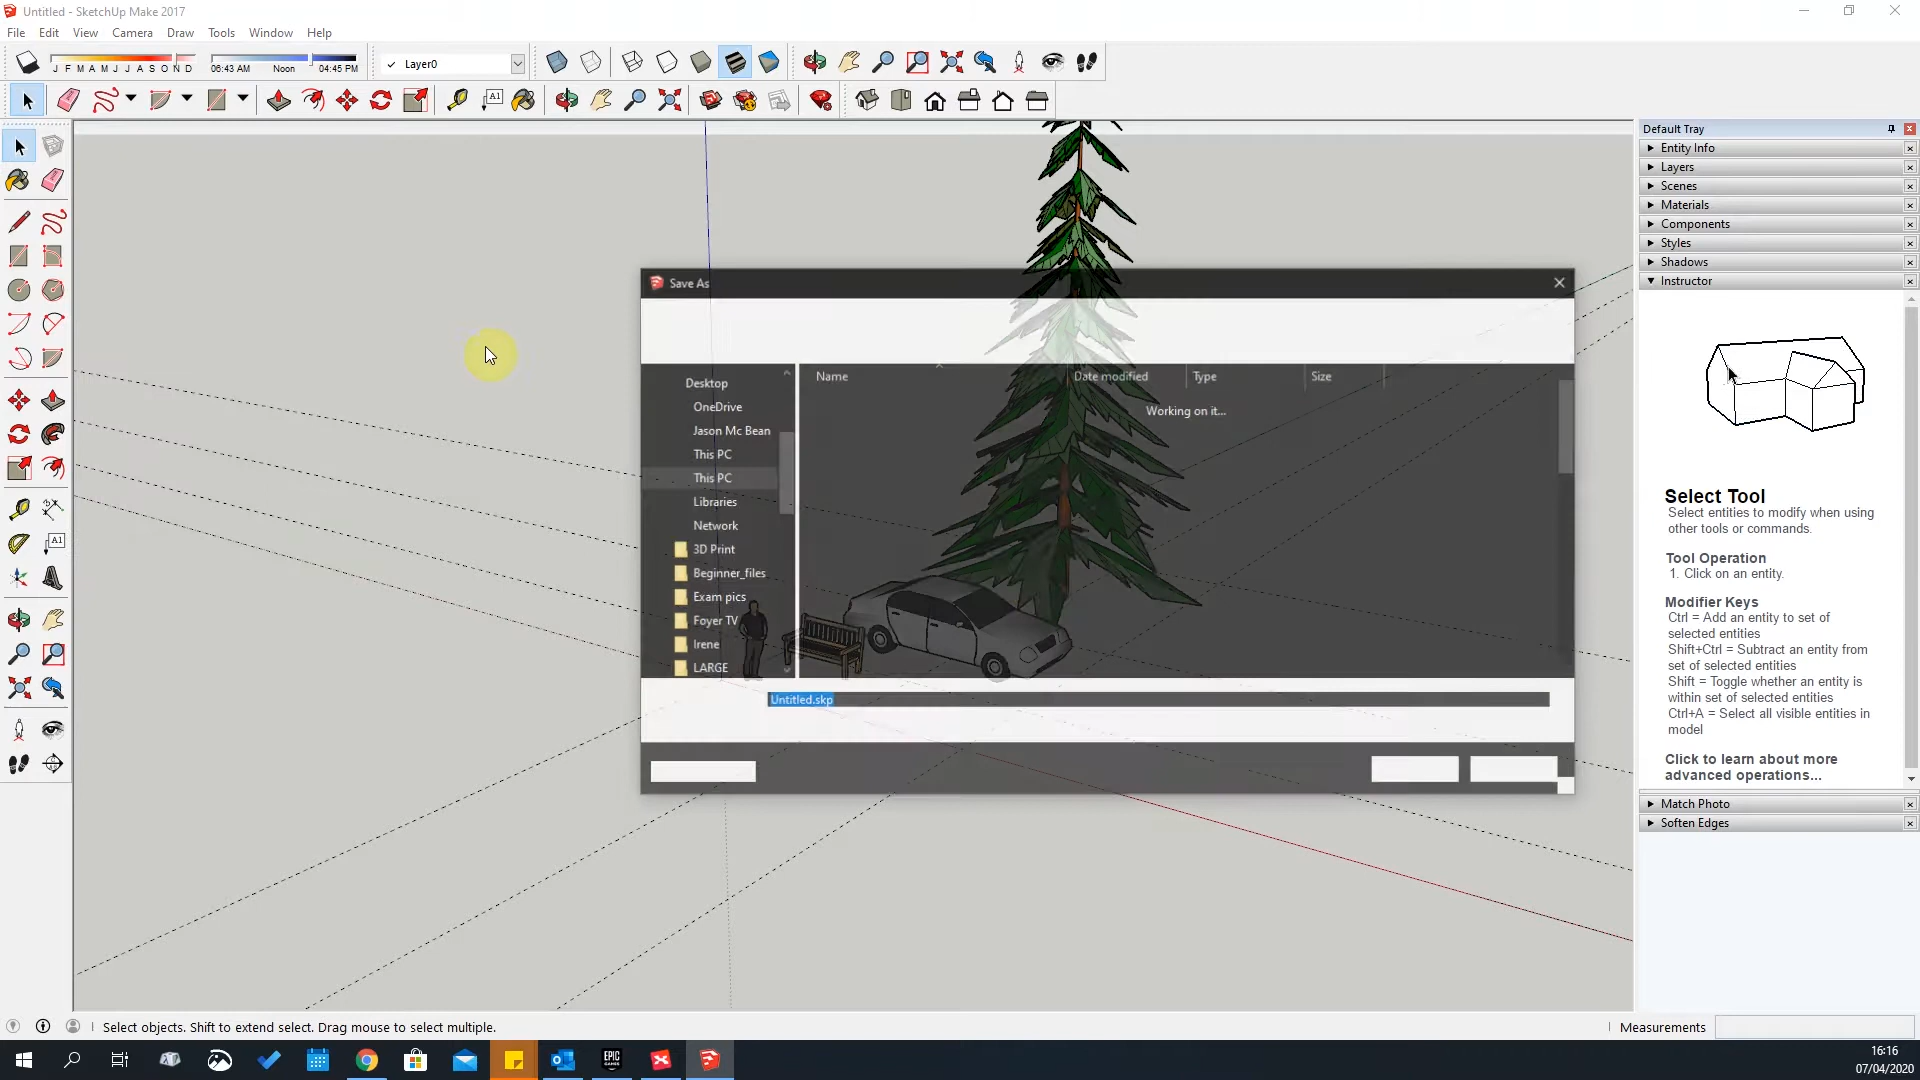 Untitled - SketchUp Make 2017
File Edit View Camera Draw Tools Window Help
J F M A M J J A S O N D
06:43 AM Noon 04:45 PM
Layer0
A1
Default Tray
Entity Info
Layers
Scenes
Materials
Components
Styles
Shadows
Instructor
Save As
Name Date modified Type Size
Working on it...
Desktop
OneDrive
Jason Mc Bean
This PC
This PC
Libraries
Network
3D Print
Beginner_files
Exam pics
Foyer TV
Irene
LARGE
Untitled.skp
A1
Select Tool
Select entities to modify when using
other tools or commands.
Tool Operation
1. Click on an entity.
Modifier Keys
Ctrl = Add an entity to set of
selected entities
Shift+Ctrl = Subtract an entity from
set of selected entities
Shift = Toggle whether an entity is
within set of selected entities
Ctrl+A = Select all visible entities in
model
Click to learn about more
advanced operations...
Match Photo
Soften Edges
Select objects. Shift to extend select. Drag mouse to select multiple.
Measurements
EPIC
GAMES
16:16
07/04/2020